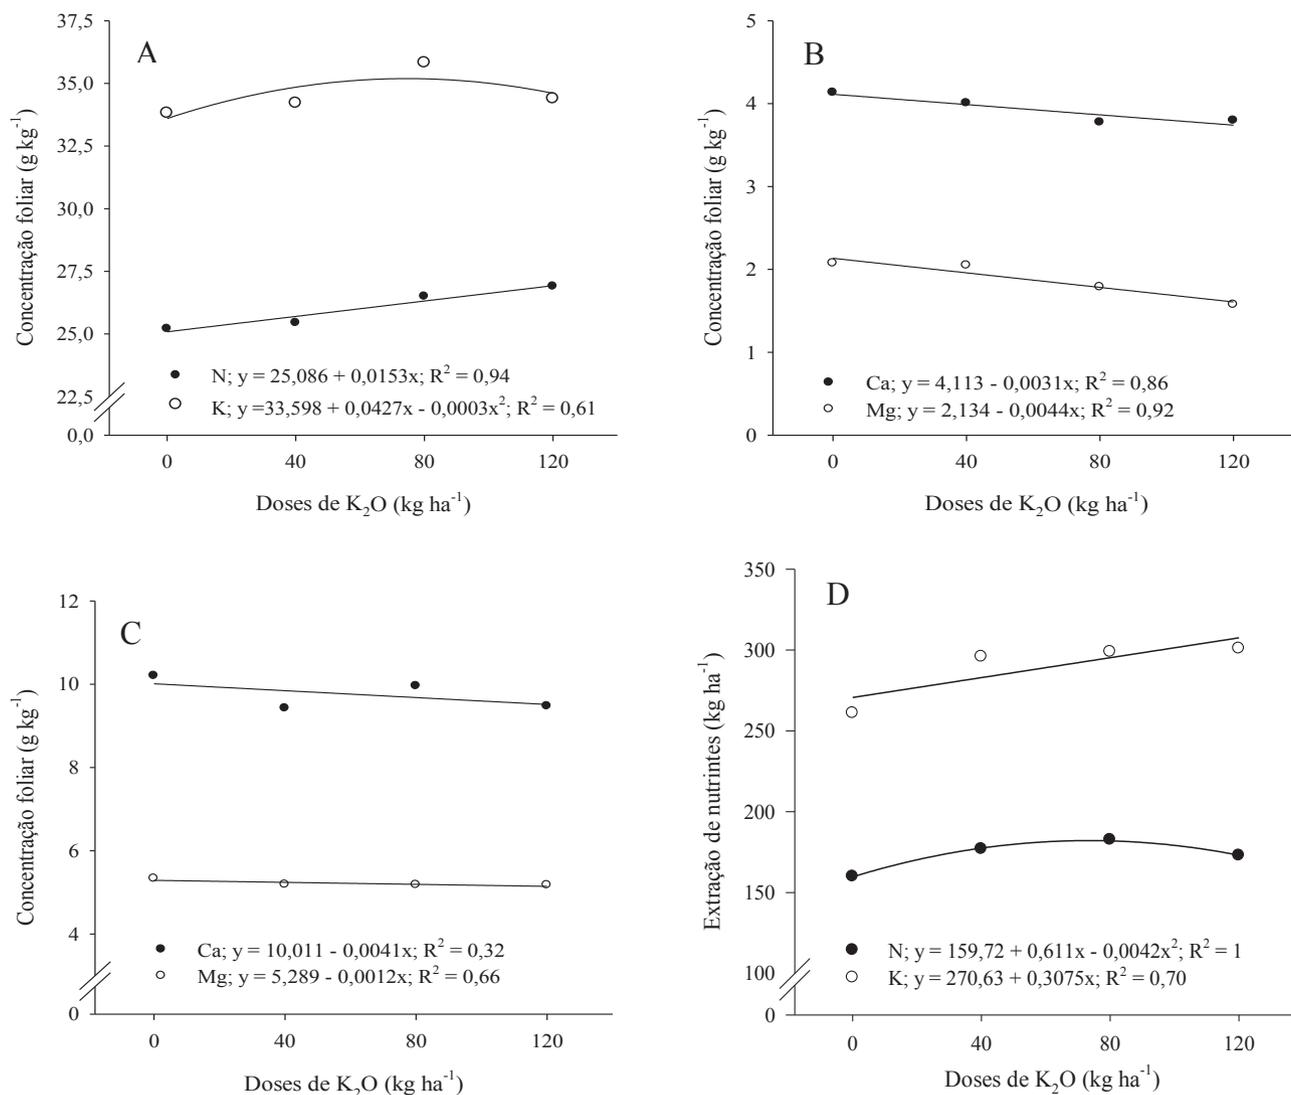 A
Concentração foliar (g kg⁻¹)
37,5
35,0
32,5
30,0
27,5
25,0
22,5
0,0
N; y = 25,086 + 0,0153x; R² = 0,94
K; y =33,598 + 0,0427x − 0,0003x²; R² = 0,61
0 40 80 120
Doses de K₂O (kg ha⁻¹)
B
Concentração foliar (g kg⁻¹)
5
4
3
2
1
0
Ca; y = 4,113 - 0,0031x; R² = 0,86
Mg; y = 2,134 - 0,0044x; R² = 0,92
0 40 80 120
Doses de K₂O (kg ha⁻¹)
C
Concentração foliar (g kg⁻¹)
12
10
8
6
4
0
Ca; y = 10,011 - 0,0041x; R² = 0,32
Mg; y = 5,289 - 0,0012x; R² = 0,66
0 40 80 120
Doses de K₂O (kg ha⁻¹)
D
Extração de nutrintes (kg ha⁻¹)
350
300
250
200
150
100
0
N; y = 159,72 + 0,611x - 0,0042x²; R² = 1
K; y = 270,63 + 0,3075x; R² = 0,70
0 40 80 120
Doses de K₂O (kg ha⁻¹)